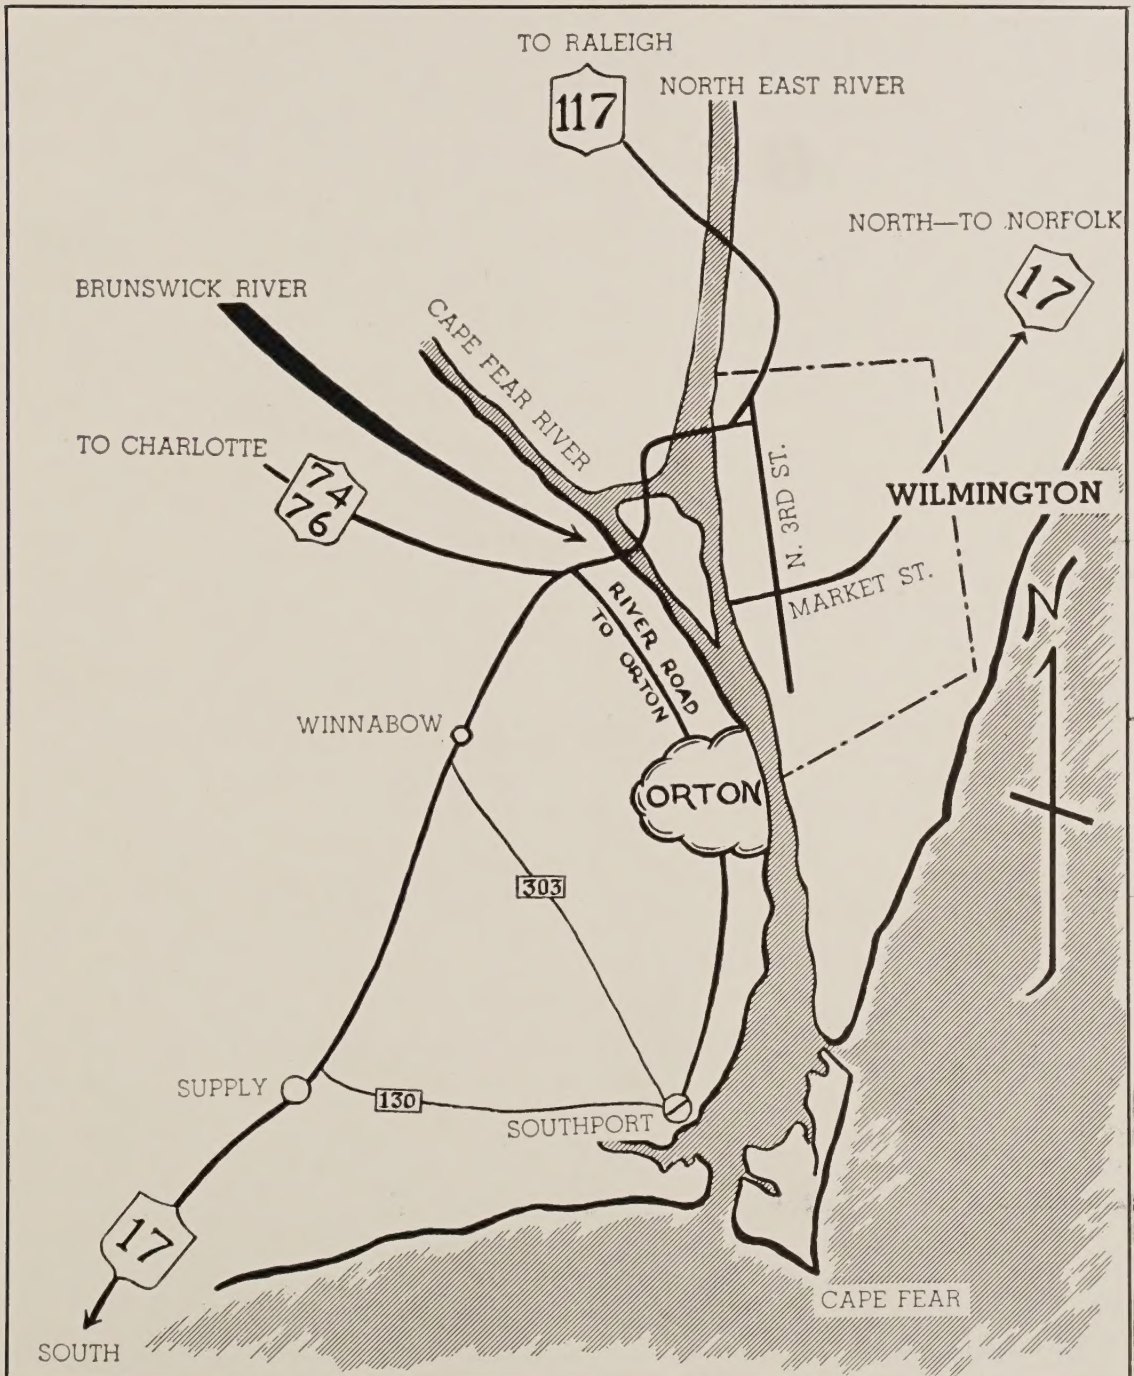 TO RALEIGH
117
NORTH EAST RIVER
NORTH—TO NORFOLK
17
BRUNSWICK RIVER
CAPE FEAR RIVER
TO CHARLOTTE
74
76
N. 3RD ST.
WILMINGTON
MARKET ST.
N
RIVER ROAD
TO ORTON
WINNABOW
ORTON
303
SUPPLY
130
SOUTHPORT
17
CAPE FEAR
SOUTH